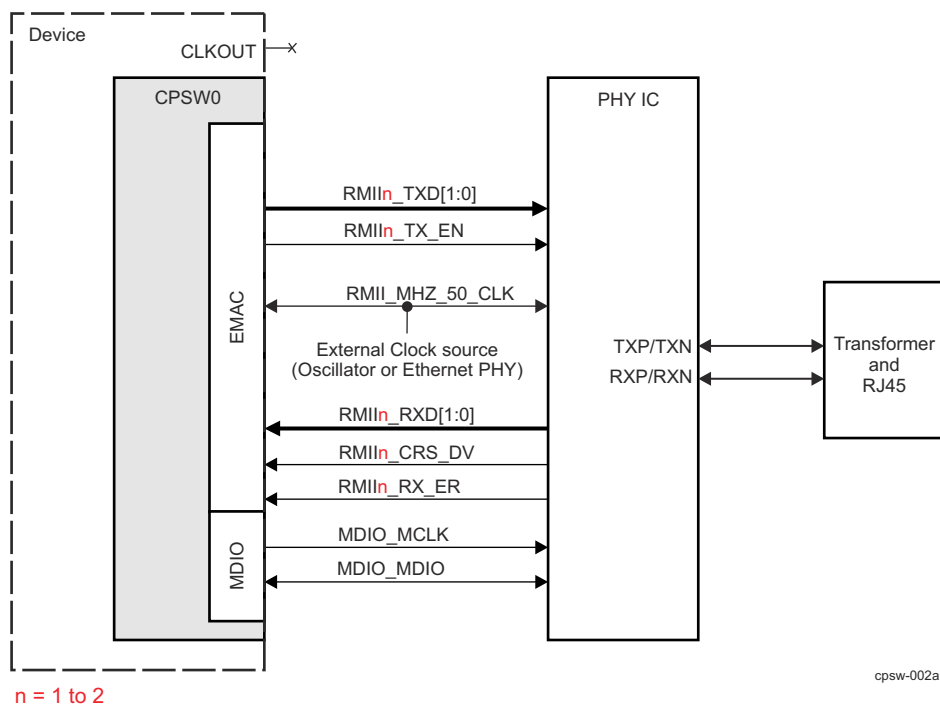 Device
CLKOUT
CPSW0
PHY IC
RMIIn_TXD[1:0]
RMIIn_TX_EN
RMII_MHZ_50_CLK
EMAC
External Clock source
(Oscillator or Ethernet PHY)
TXP/TXN
RXP/RXN
Transformer
and
RJ45
RMIIn_RXD[1:0]
RMIIn_CRS_DV
RMIIn_RX_ER
MDIO
MDIO_MCLK
MDIO_MDIO
cpsw-002a
n = 1 to 2